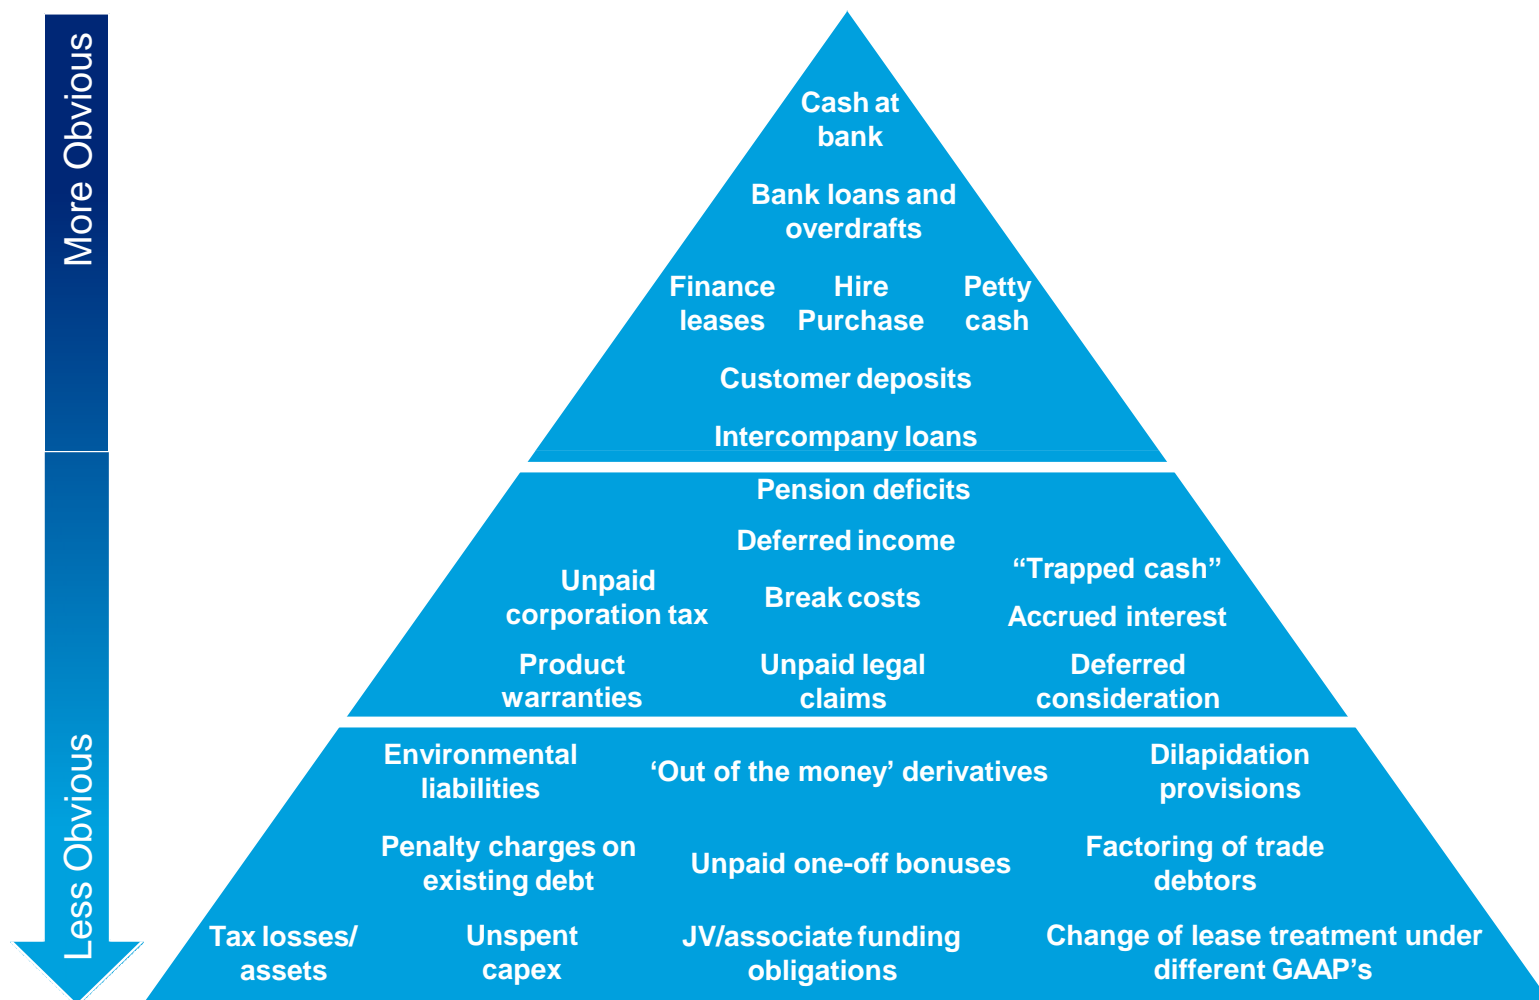 More Obvious
Less Obvious
Cash at
bank
Bank loans and
overdrafts
Finance
leases
Hire
Purchase
Petty
cash
Customer deposits
Intercompany loans
Pension deficits
Deferred income
Unpaid
corporation tax
Break costs
“Trapped cash”
Accrued interest
Product
warranties
Unpaid legal
claims
Deferred
consideration
Environmental
liabilities
‘Out of the money’ derivatives
Dilapidation
provisions
Penalty charges on
existing debt
Unpaid one-off bonuses
Factoring of trade
debtors
Tax losses/
assets
Unspent
capex
JV/associate funding
obligations
Change of lease treatment under
different GAAP’s